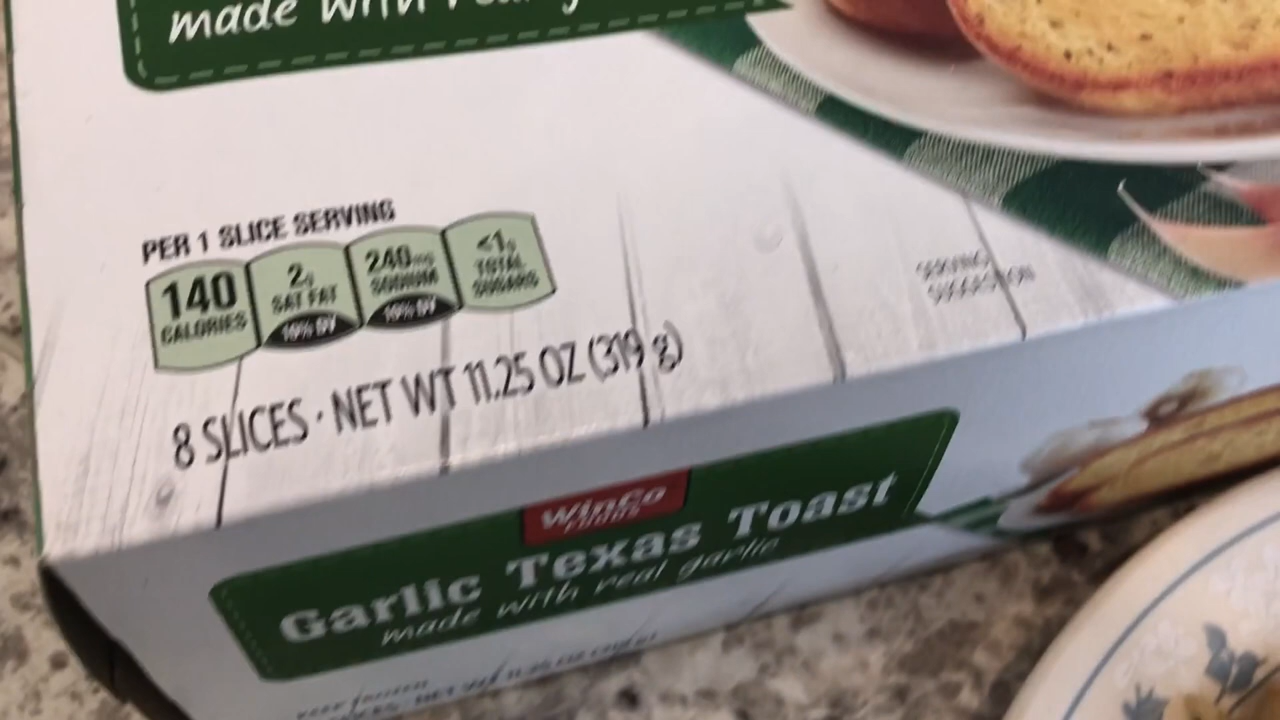 made with
PER 1 SLICE SERVING
140
CALORIES
2g
SAT FAT
10% DV
240mg
SODIUM
10% DV
<1g
TOTAL
SUGARS
SERVING
SUGGESTION
8 SLICES · NET WT 11.25 OZ (319 g)
WinCo
FOODS
Garlic Texas Toast
made with real garlic